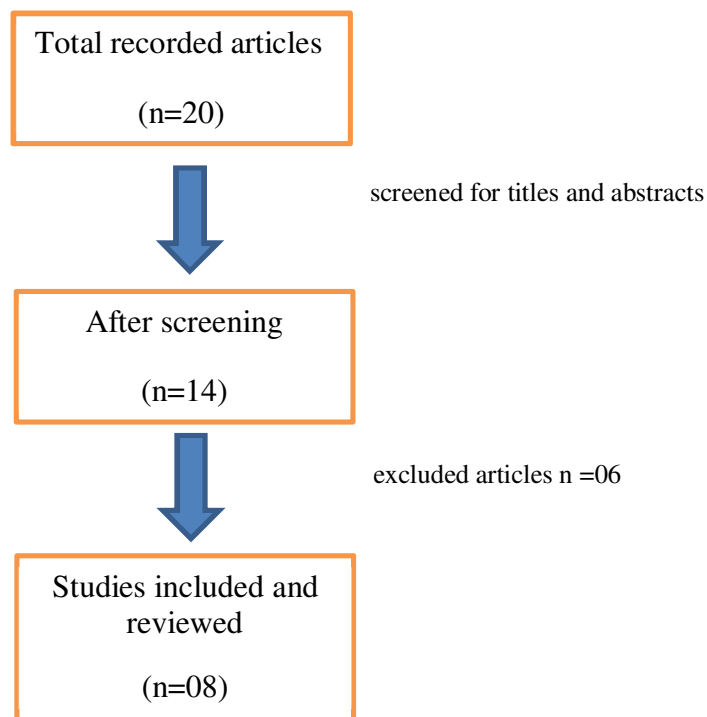 Total recorded articles
(n=20)
screened for titles and abstracts
After screening
(n=14)
excluded articles n =06
Studies included and
reviewed
(n=08)